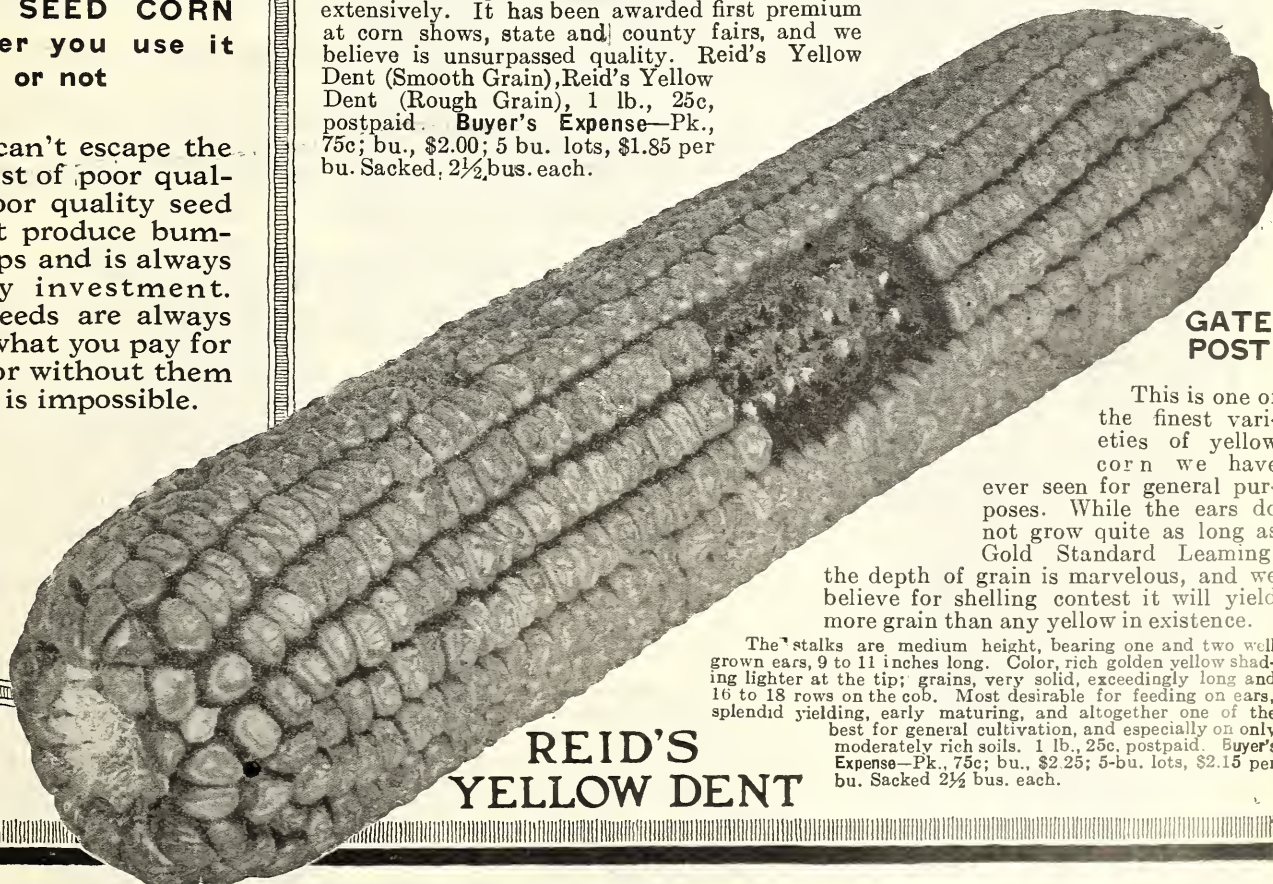 SEED CORN
er you use it
or not
can't escape the
st of poor qual-
oor quality seed
t produce bum-
ps and is always
y investment.
eeds are always
what you pay for
or without them
is impossible.
extensively. It has been awarded first premium
at corn shows, state and county fairs, and we
believe is unsurpassed quality. Reid's Yellow
Dent (Smooth Grain), Reid's Yellow
Dent (Rough Grain), 1 lb., 25c,
postpaid. Buyer's Expense—Pk.,
75c; bu., $2.00; 5 bu. lots, $1.85 per
bu. Sacked, 2½ bus. each.
REID'S
YELLOW DENT
GATE
POST
This is one o
the finest vari-
eties of yellow
corn we have
ever seen for general pur-
poses. While the ears do
not grow quite as long as
Gold Standard Leaming
the depth of grain is marvelous, and we
believe for shelling contest it will yield
more grain than any yellow in existence.
The stalks are medium height, bearing one and two well
grown ears, 9 to 11 inches long. Color, rich golden yellow shad-
ing lighter at the tip; grains, very solid, exceedingly long and
16 to 18 rows on the cob. Most desirable for feeding on ears,
splendid yielding, early maturing, and altogether one of the
best for general cultivation, and especially on only
moderately rich soils. 1 lb., 25c, postpaid. Buyer's
Expense—Pk., 75c; bu., $2.25; 5-bu. lots, $2.15 per
bu. Sacked 2½ bus. each.